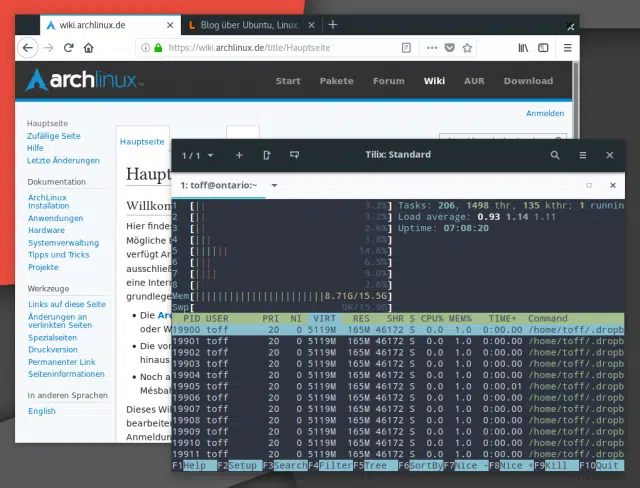 wiki.archlinux.de
Blog über Ubuntu, Linux
https://wiki.archlinux.de/title/Hauptseite
archlinux
Start Pakete Forum Wiki AUR Download
Anmelden
Hauptseite
Zufällige Seite
Hilfe
Letzte Änderungen
Dokumentation
ArchLinux
Installation
Anwendungen
Hardware
Systemverwaltung
Tipps und Tricks
Projekte
Werkzeuge
Links auf diese Seite
Änderungen an
verlinkten Seiten
Spezialseiten
Druckversion
Permanenter Link
Seiteninformationen
In anderen Sprachen
English
Hauptseite
Haupt
Willkom
Hier findes
Mögliche
verfügt Ar
ausschließ
eine Intern
grundlege
• Die Arc
oder W
• Die vor
hinaus
• Noch a
Mésbah
Dieses Wi
bearbeiten
Anmeldun
1 / 1 Tilix: Standard
1: toff@ontario:~
1 [|| 3.2%] Tasks: 206, 1498 thr, 135 kthr; 1 runnin
2 [|| 3.2%] Load average: 0.93 1.14 1.11
3 [|| 2.6%] Uptime: 07:08:20
4 [||| 3.8%]
5 [|||||| 14.6%]
6 [||| 6.5%]
7 [|||| 9.0%]
8 [| 2.6%]
Mem[||||||||||||||||||||||||8.71G/15.5G]
Swp[ 0K/15.9G]
PID USER PRI NI VIRT RES SHR S CPU% MEM% TIME+ Command
19900 toff 20 0 5119M 165M 46172 S 0.0 1.0 0:00.00 /home/toff/.dropb
19901 toff 20 0 5119M 165M 46172 S 0.0 1.0 0:00.00 /home/toff/.dropb
19902 toff 20 0 5119M 165M 46172 S 0.0 1.0 0:00.00 /home/toff/.dropb
19903 toff 20 0 5119M 165M 46172 S 0.0 1.0 0:00.00 /home/toff/.dropb
19904 toff 20 0 5119M 165M 46172 S 0.0 1.0 0:00.00 /home/toff/.dropb
19905 toff 20 0 5119M 165M 46172 S 0.0 1.0 0:00.01 /home/toff/.dropb
19906 toff 20 0 5119M 165M 46172 S 0.0 1.0 0:00.00 /home/toff/.dropb
19907 toff 20 0 5119M 165M 46172 S 0.0 1.0 0:00.00 /home/toff/.dropb
19908 toff 20 0 5119M 165M 46172 S 0.0 1.0 0:00.00 /home/toff/.dropb
19909 toff 20 0 5119M 165M 46172 S 0.0 1.0 0:00.00 /home/toff/.dropb
19910 toff 20 0 5119M 165M 46172 S 0.0 1.0 0:00.00 /home/toff/.dropb
19911 toff 20 0 5119M 165M 46172 S 0.0 1.0 0:00.00 /home/toff/.dropb
F1Help F2Setup F3SearchF4FilterF5Tree F6SortByF7Nice -F8Nice +F9Kill F10Quit